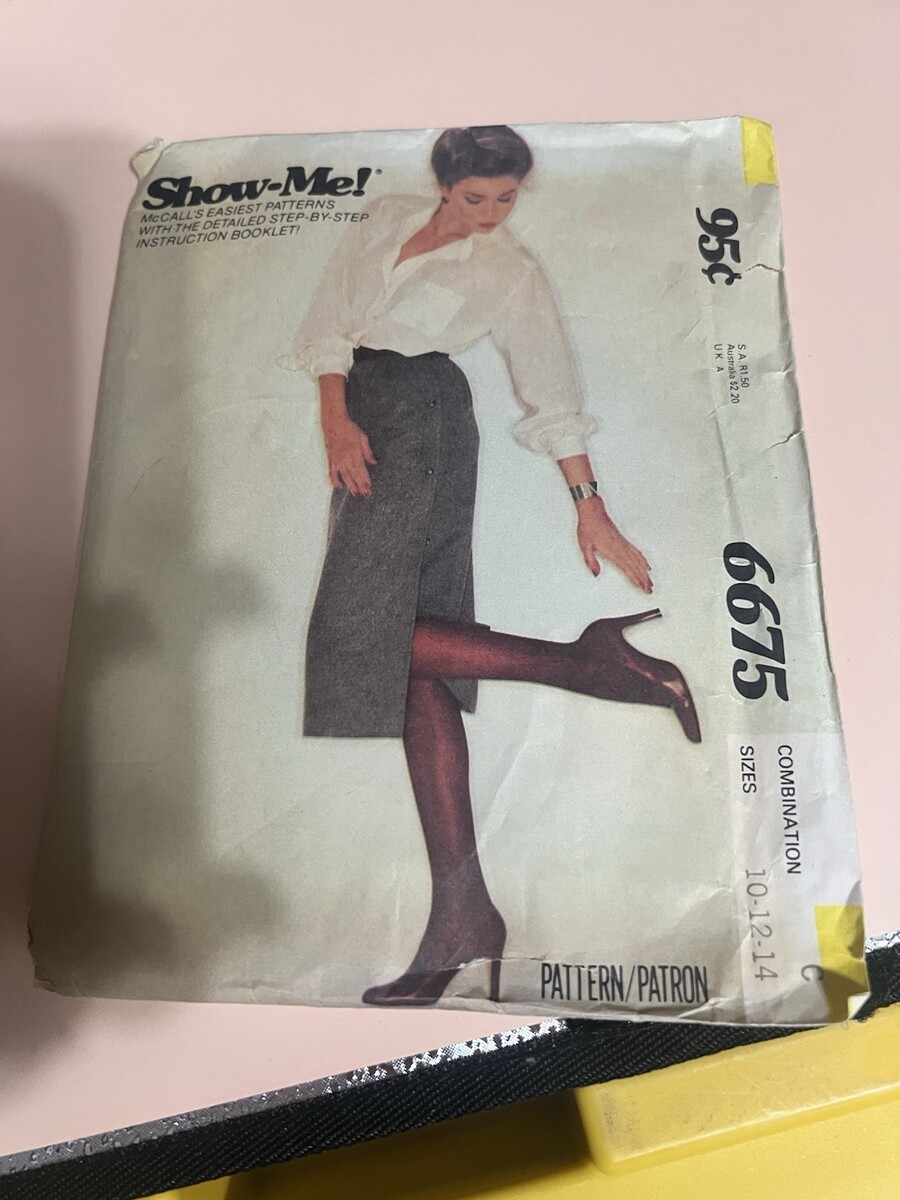 Show-Me!®
McCALL'S EASIEST PATTERNS
WITH THE DETAILED STEP-BY-STEP
INSTRUCTION BOOKLET!
95¢
S.A. R1.50
Australia $2.20
U K A
6675
COMBINATION
SIZES
10-12-14
C
PATTERN/PATRON